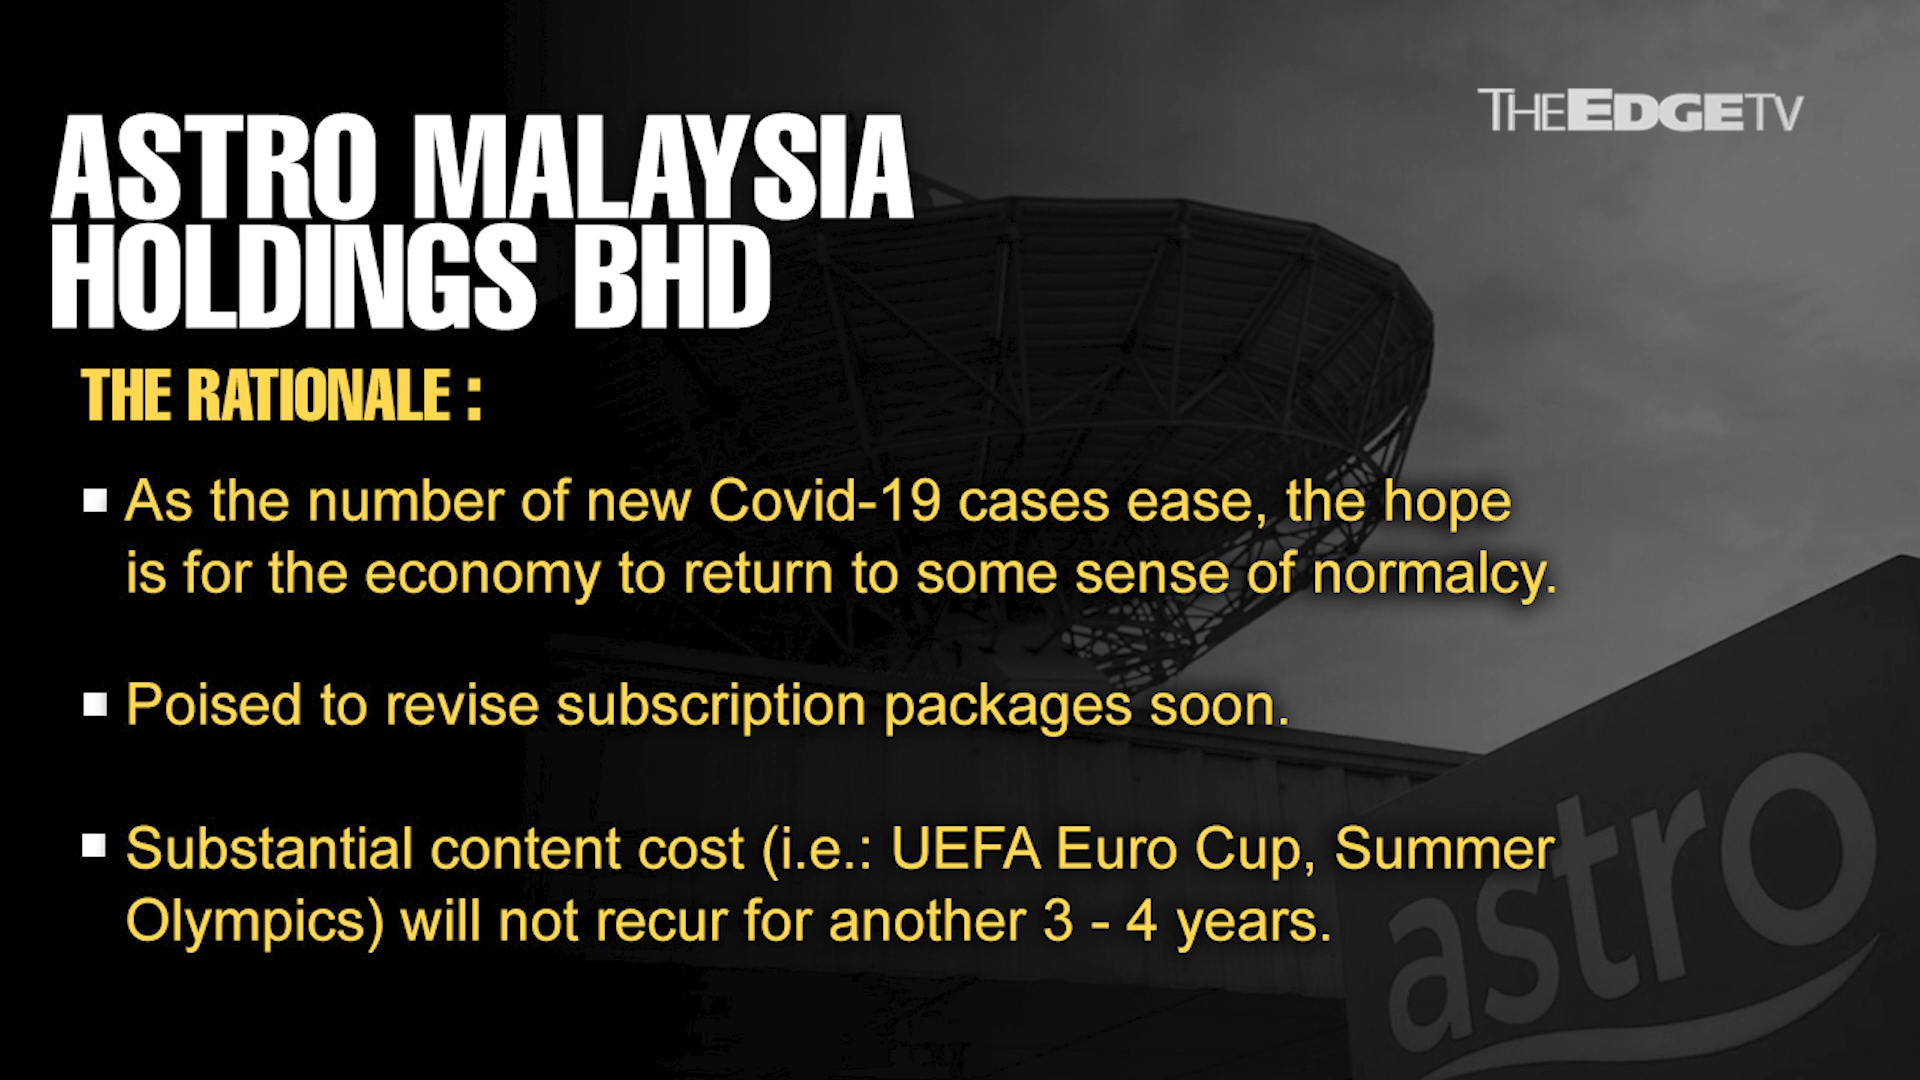 THEEDGETV
ASTRO MALAYSIA
HOLDINGS BHD
THE RATIONALE :
As the number of new Covid-19 cases ease, the hope
is for the economy to return to some sense of normalcy.
Poised to revise subscription packages soon.
Substantial content cost (i.e.: UEFA Euro Cup, Summer
Olympics) will not recur for another 3 - 4 years.
astro